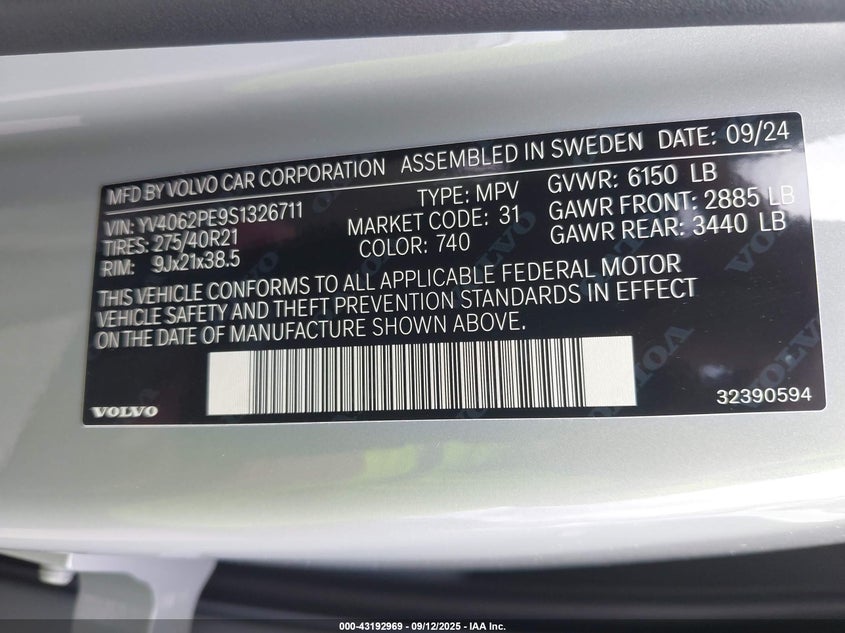 MFD BY VOLVO CAR CORPORATION ASSEMBLED IN SWEDEN DATE: 09/24
VIN: YV4062PE9S1326711 TYPE: MPV GVWR: 6150 LB
TIRES: 275/40R21 MARKET CODE: 31 GAWR FRONT: 2885 LB
RIM: 9Jx21x38.5 COLOR: 740 GAWR REAR: 3440 LB
THIS VEHICLE CONFORMS TO ALL APPLICABLE FEDERAL MOTOR
VEHICLE SAFETY AND THEFT PREVENTION STANDARDS IN EFFECT
ON THE DATE OF MANUFACTURE SHOWN ABOVE.
VOLVO
32390594
000-43192969 - 09/12/2025 - IAA Inc.